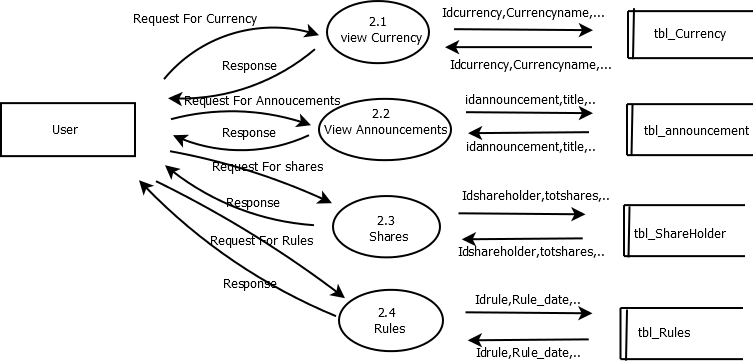 Request For Currency
2.1
view Currency
Idcurrency,Currencyname,...
tbl_Currency
Response
Idcurrency,Currencyname,...
Request For Annoucements
2.2
View Announcements
idannouncement,title,..
tbl_announcement
User
Response
idannouncement,title,..
Request For shares
Response
2.3
Shares
Idshareholder,totshares,..
tbl_ShareHolder
Request For Rules
Idshareholder,totshares,..
Response
2.4
Rules
Idrule,Rule_date,..
tbl_Rules
Idrule,Rule_date,..